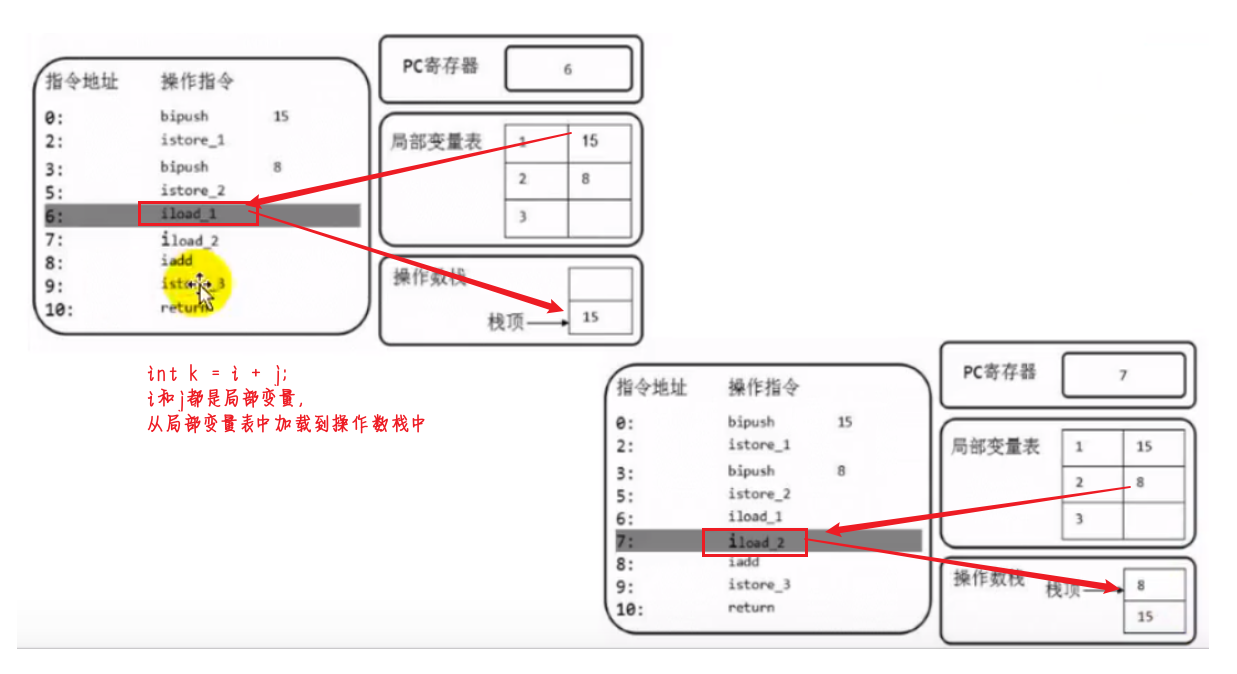 指令地址 操作指令
0: bipush 15
2: istore_1
3: bipush 8
5: istore_2
6: iload_1
7: iload_2
8: iadd
9: istore_3
10: return
PC寄存器 6
局部变量表 1 15
2 8
3
操作数栈
栈顶 15
int k = i + j;
i和j都是局部变量,
从局部变量表中加载到操作数栈中
指令地址 操作指令
0: bipush 15
2: istore_1
3: bipush 8
5: istore_2
6: iload_1
7: iload_2
8: iadd
9: istore_3
10: return
PC寄存器 7
局部变量表 1 15
2 8
3
操作数栈 栈顶 8
15